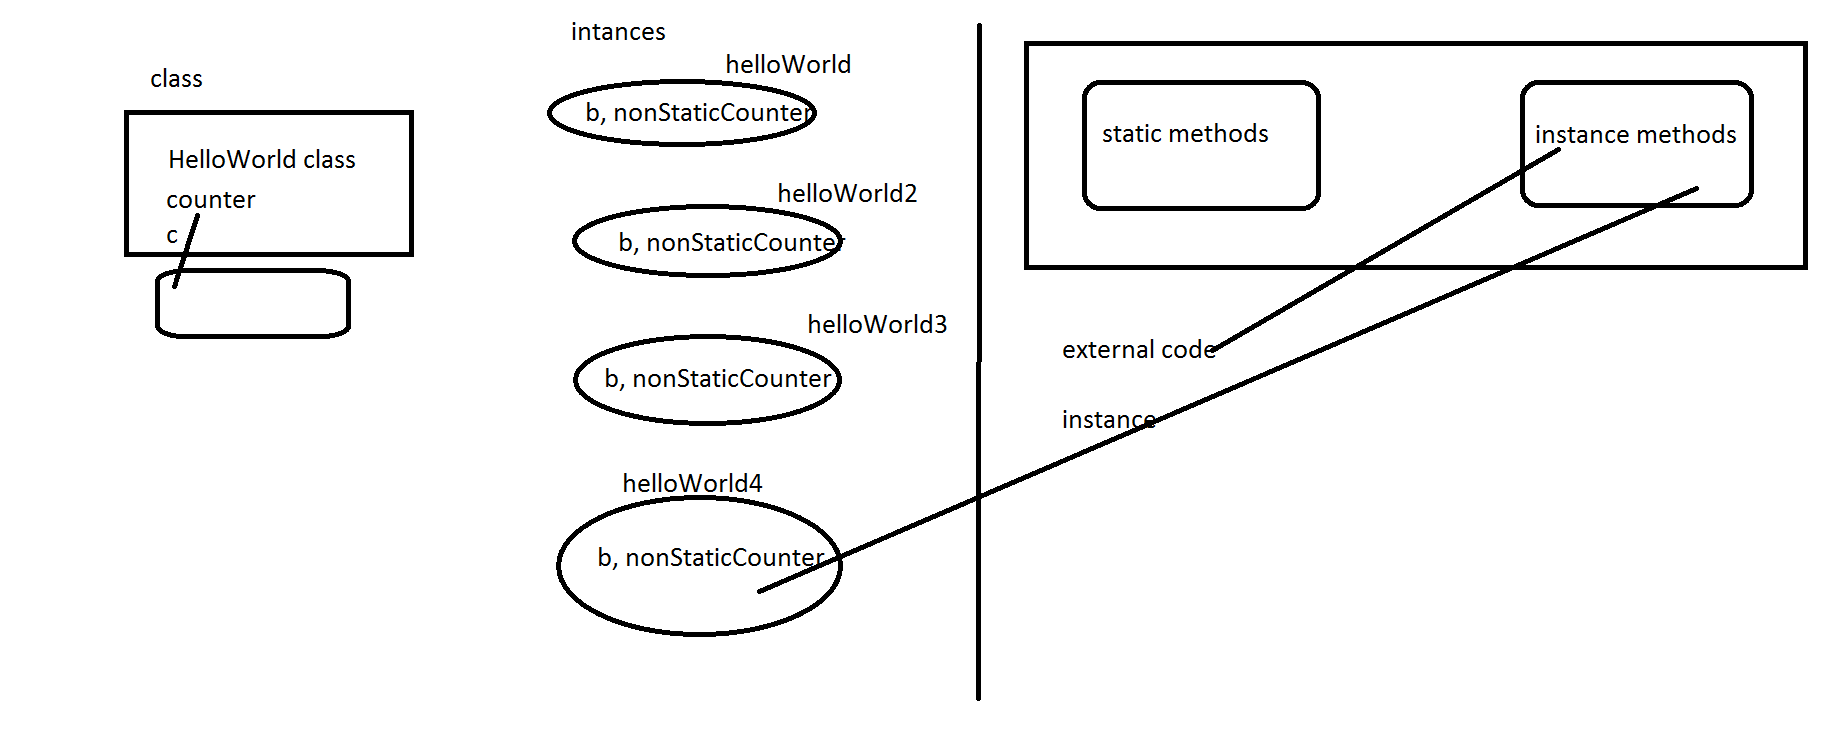 class
HelloWorld class
counter
c
intances
helloWorld
b, nonStaticCounter
helloWorld2
b, nonStaticCounter
helloWorld3
b, nonStaticCounter
helloWorld4
b, nonStaticCounter
static methods
instance methods
external code
instance